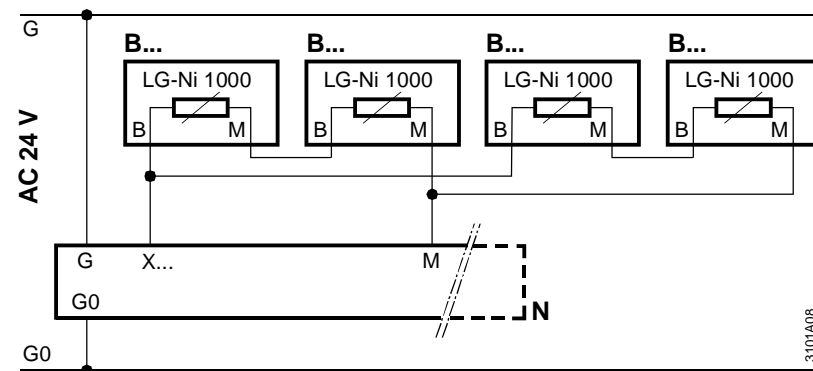 G
B... B... B... B...
LG-Ni 1000 LG-Ni 1000 LG-Ni 1000 LG-Ni 1000
B M B M B M B M
AC 24 V
G X... M
G0
N
G0
3101A08